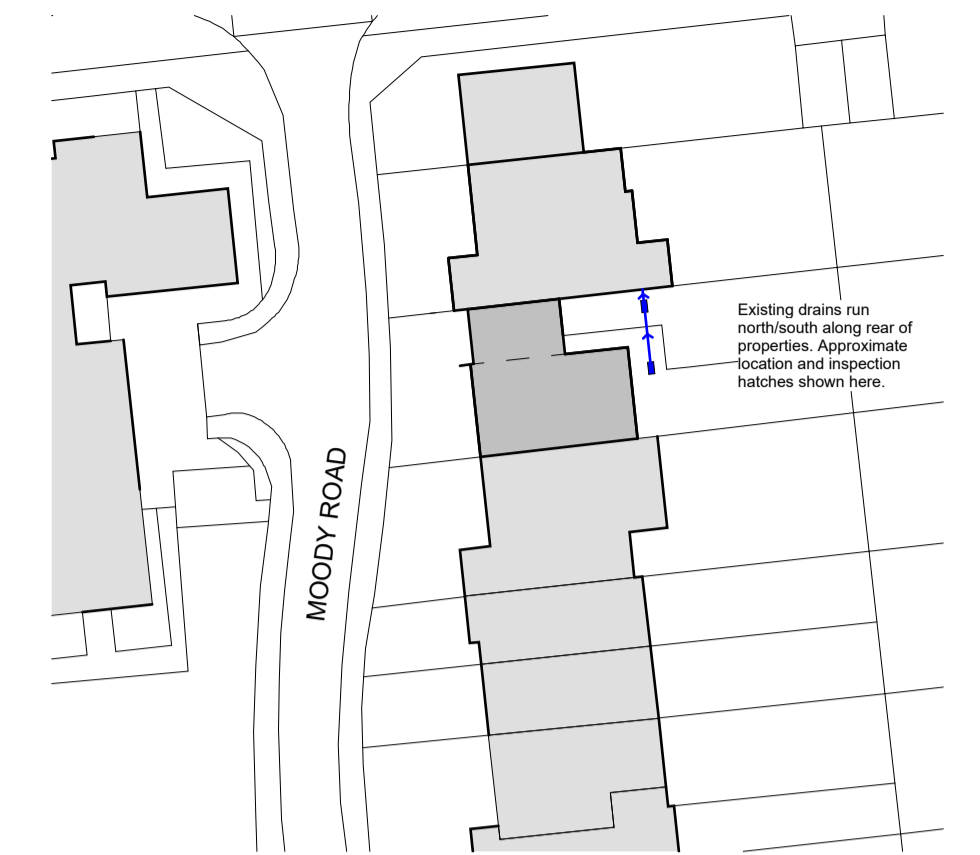 Existing drains run
north/south along rear of
properties. Approximate
location and inspection
hatches shown here.
MOODY ROAD